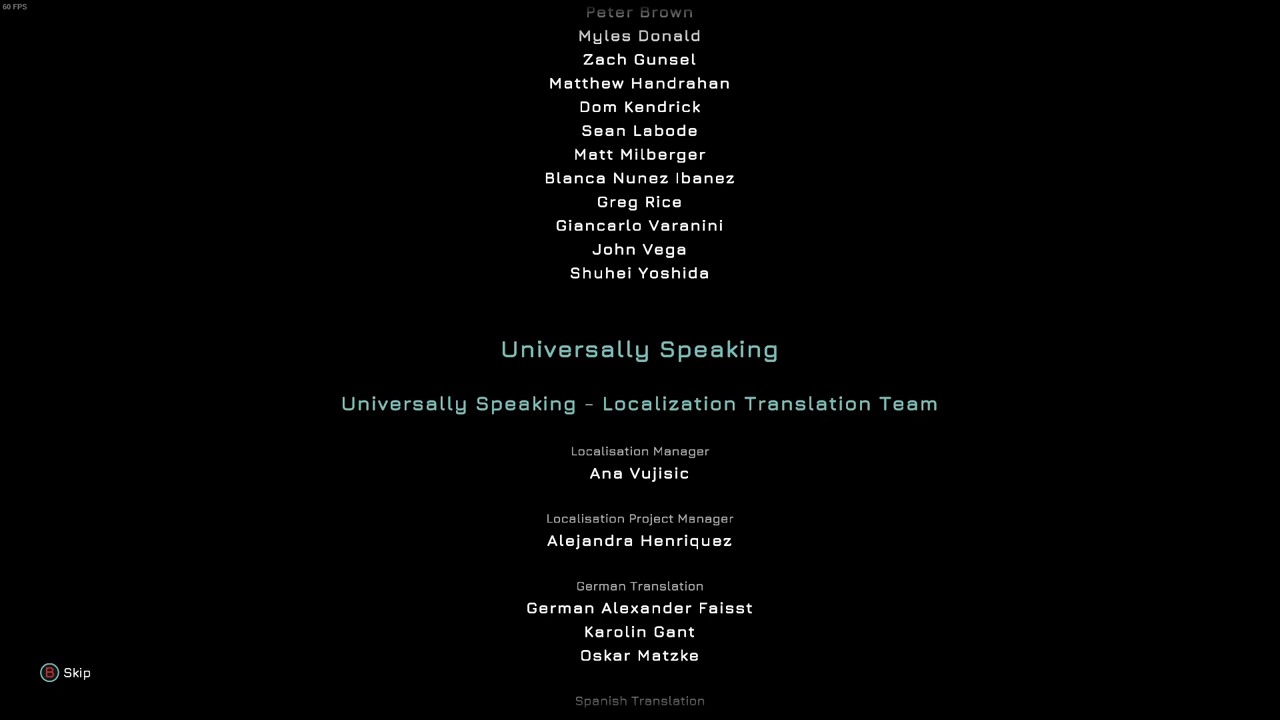 60 FPS
Peter Brown
Myles Donald
Zach Gunsel
Matthew Handrahan
Dom Kendrick
Sean Labode
Matt Milberger
Blanca Nunez Ibanez
Greg Rice
Giancarlo Varanini
John Vega
Shuhei Yoshida
Universally Speaking
Universally Speaking - Localization Translation Team
Localisation Manager
Ana Vujisic
Localisation Project Manager
Alejandra Henriquez
German Translation
German Alexander Faisst
Karolin Gant
Oskar Matzke
B Skip
Spanish Translation